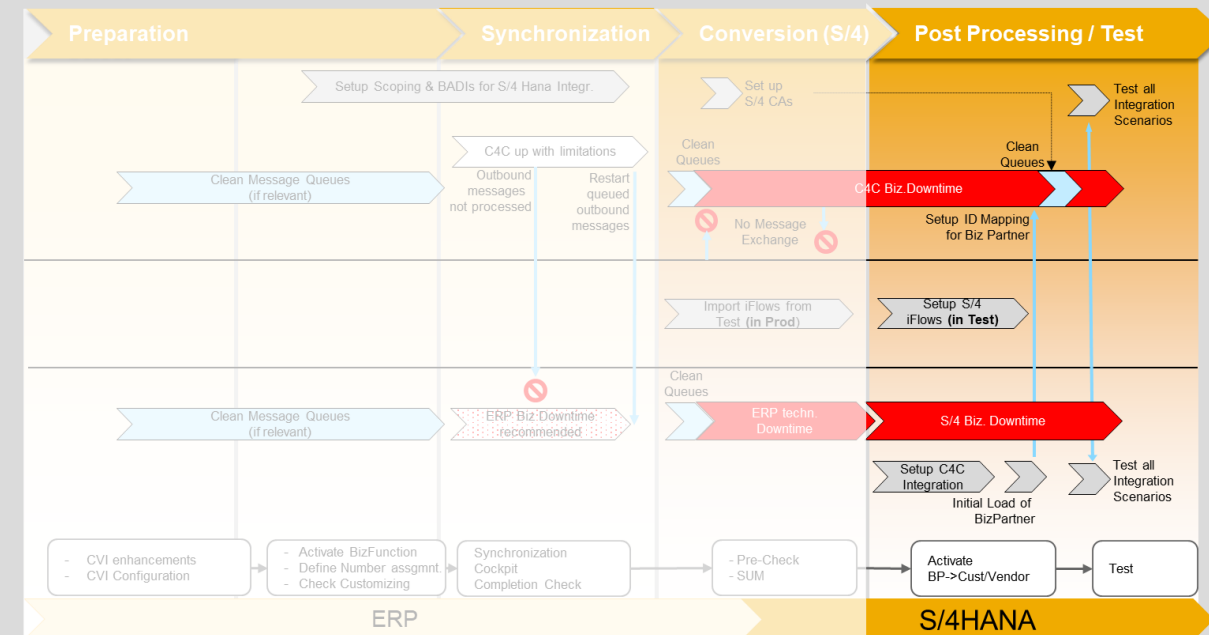 Preparation
Synchronization
Conversion (S/4)
Post Processing / Test
Setup Scoping & BADIs for S/4 Hana Integr.
Set up
S/4 CAs
Test all
Integration
Scenarios
C4C up with limitations
Clean
Queues
Clean
Queues
Clean Message Queues
(if relevant)
Outbound
messages
not processed
Restart
queued
outbound
messages
C4C Biz.Downtime
No Message
Exchange
Setup ID Mapping
for Biz Partner
Import iFlows from
Test (in Prod)
Setup S/4
iFlows (in Test)
Clean
Queues
Clean Message Queues
(if relevant)
ERP Biz.Downtime
recommended
ERP techn.
Downtime
S/4 Biz. Downtime
Setup C4C
Integration
Initial Load of
BizPartner
Test all
Integration
Scenarios
- CVI enhancements
- CVI Configuration
- Activate BizFunction
- Define Number assgmnt.
- Check Customizing
Synchronization
Cockpit
Completion Check
- Pre-Check
- SUM
Activate
BP->Cust/Vendor
Test
ERP
S/4HANA